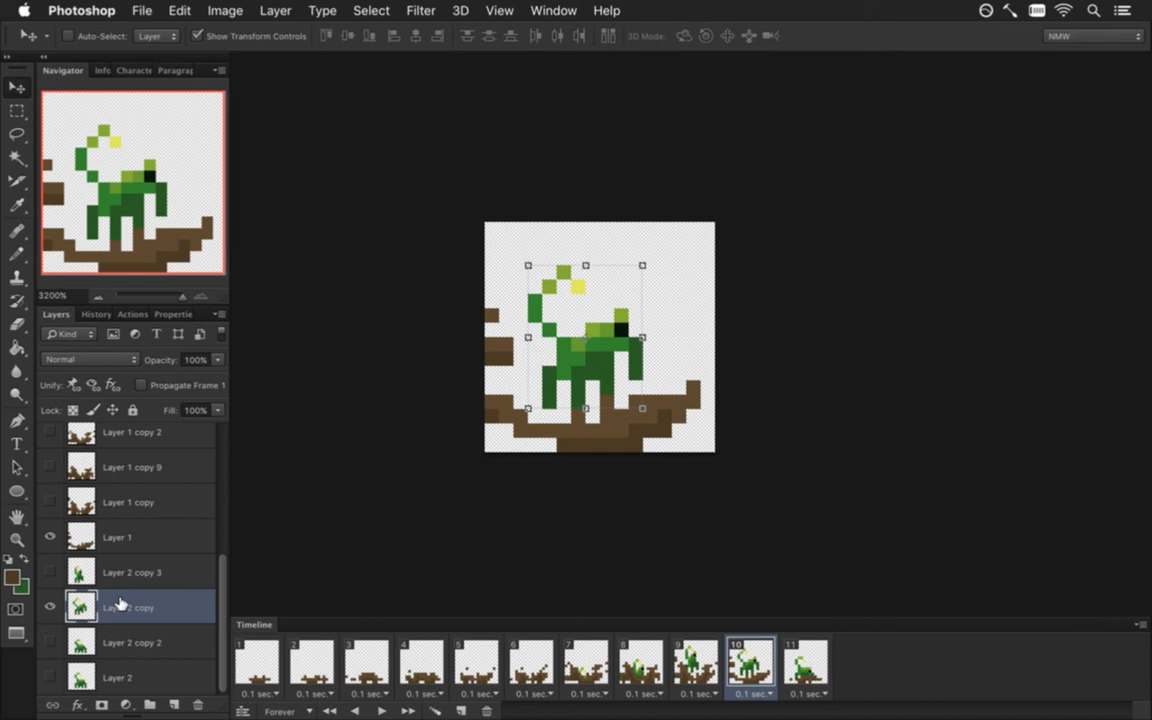 Photoshop File Edit Image Layer Type Select Filter 3D View Window Help
Auto-Select: Layer Show Transform Controls 3D Mode: NMW
Navigator Info Characte Paragrap
3200%
Layers History Actions Propertie
Kind
Normal Opacity: 100%
Unify: Propagate Frame 1
Lock: Fill: 100%
Layer 1 copy 2
Layer 1 copy 9
Layer 1 copy
Layer 1
Layer 2 copy 3
Layer 2 copy
Layer 2 copy 2
Layer 2
Timeline
1 2 3 4 5 6 7 8 9 10 11
0.1 sec. 0.1 sec. 0.1 sec. 0.1 sec. 0.1 sec. 0.1 sec. 0.1 sec. 0.1 sec. 0.1 sec. 0.1 sec. 0.1 sec.
Forever